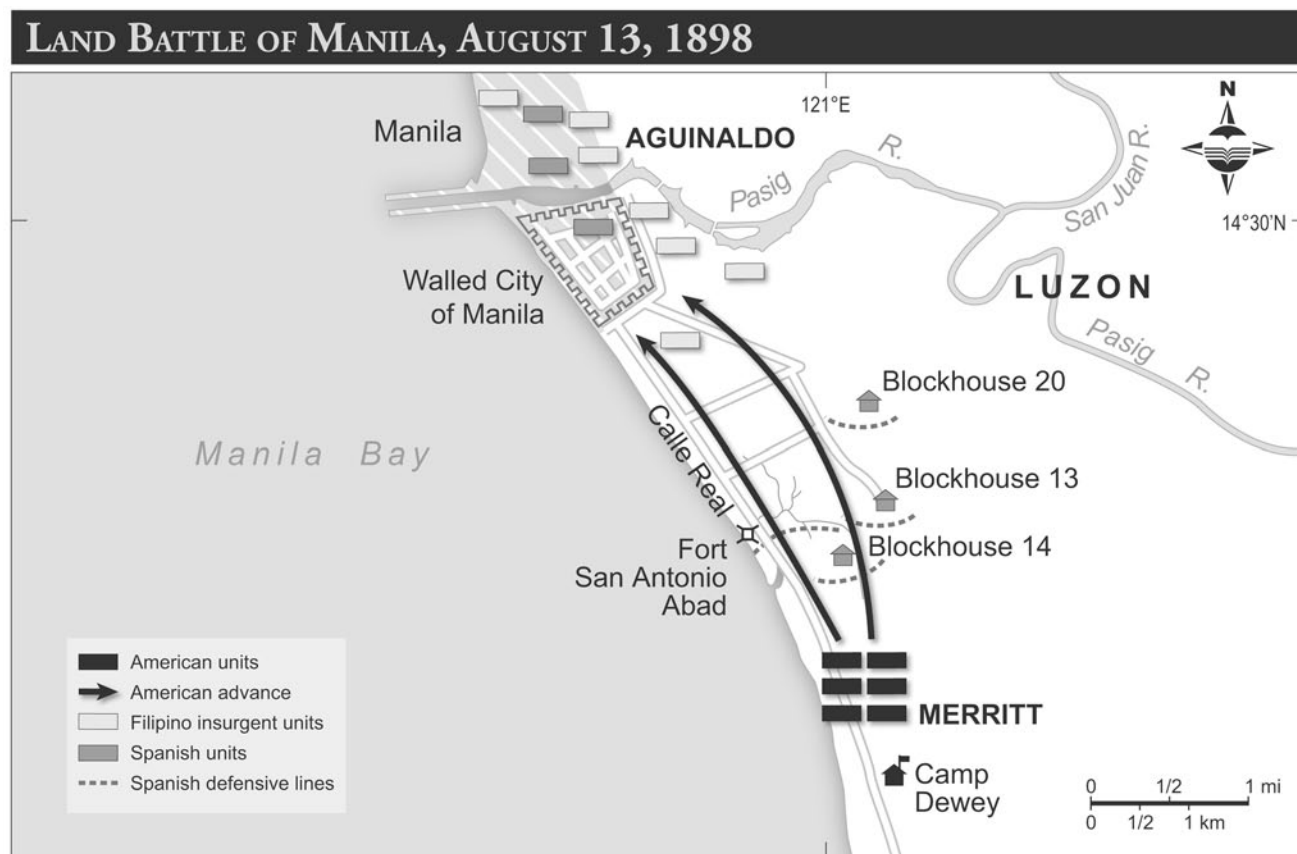 LAND BATTLE OF MANILA, AUGUST 13, 1898
121°E
N
Manila
AGUINALDO
Pasig
R.
San Juan R.
14°30'N
Walled City
of Manila
LUZON
Pasig
R.
Blockhouse 20
Manila Bay
Calle Real
Blockhouse 13
Fort
San Antonio
Abad
Blockhouse 14
American units
American advance
Filipino insurgent units
Spanish units
Spanish defensive lines
MERRITT
Camp
Dewey
0 1/2 1 mi
0 1/2 1 km